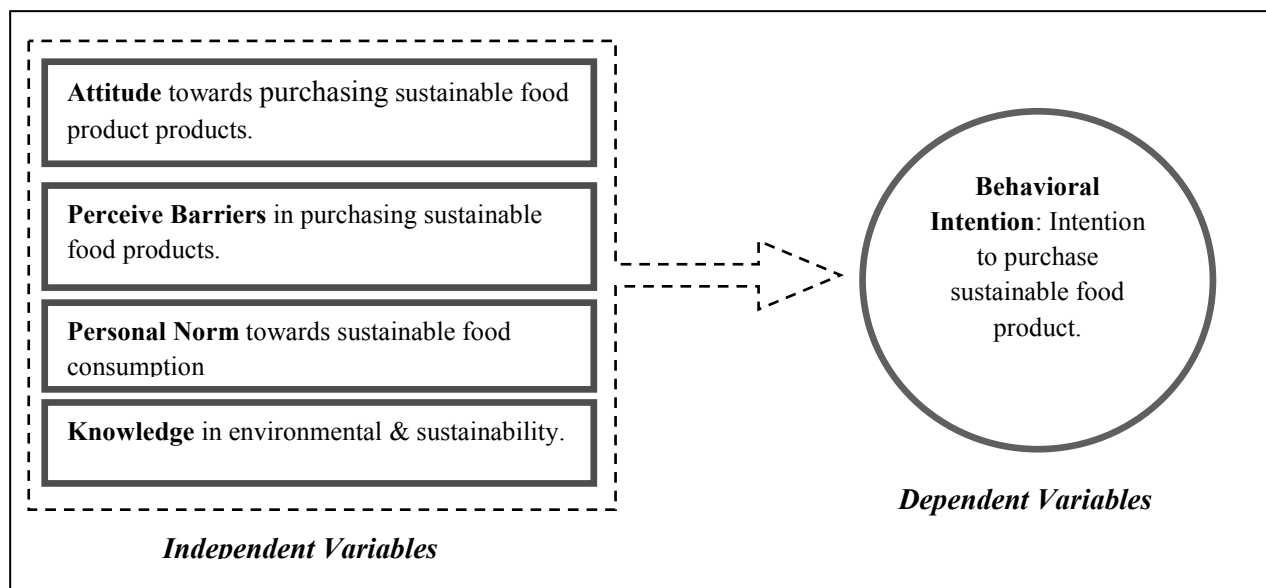 Attitude towards purchasing sustainable food
product products.
Perceive Barriers in purchasing sustainable
food products.
Personal Norm towards sustainable food
consumption
Knowledge in environmental & sustainability.
Independent Variables
Behavioral
Intention: Intention
to purchase
sustainable food
product.
Dependent Variables